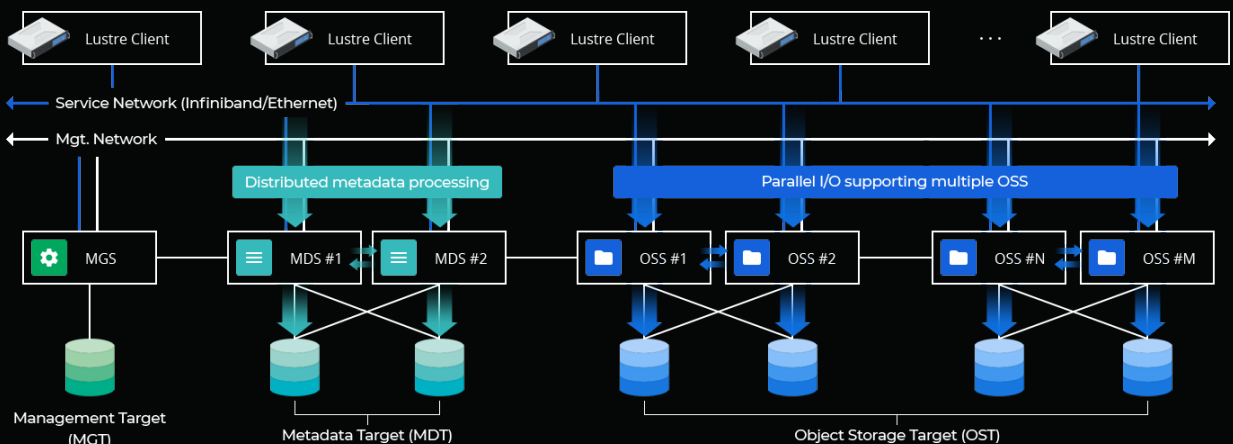 Lustre Client
Lustre Client
Lustre Client
Lustre Client
...
Lustre Client
Service Network (Infiniband/Ethernet)
Mgt. Network
Distributed metadata processing
Parallel I/O supporting multiple OSS
MGS
MDS #1
MDS #2
OSS #1
OSS #2
OSS #N
OSS #M
Management Target
(MGT)
Metadata Target (MDT)
Object Storage Target (OST)